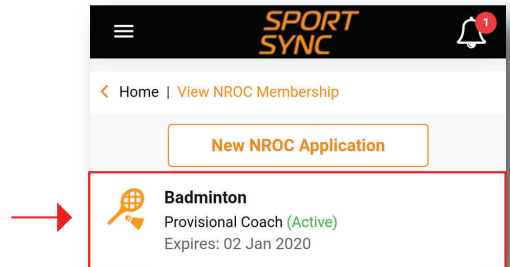 SPORT
SYNC
1
Home | View NROC Membership
New NROC Application
Badminton
Provisional Coach (Active)
Expires: 02 Jan 2020